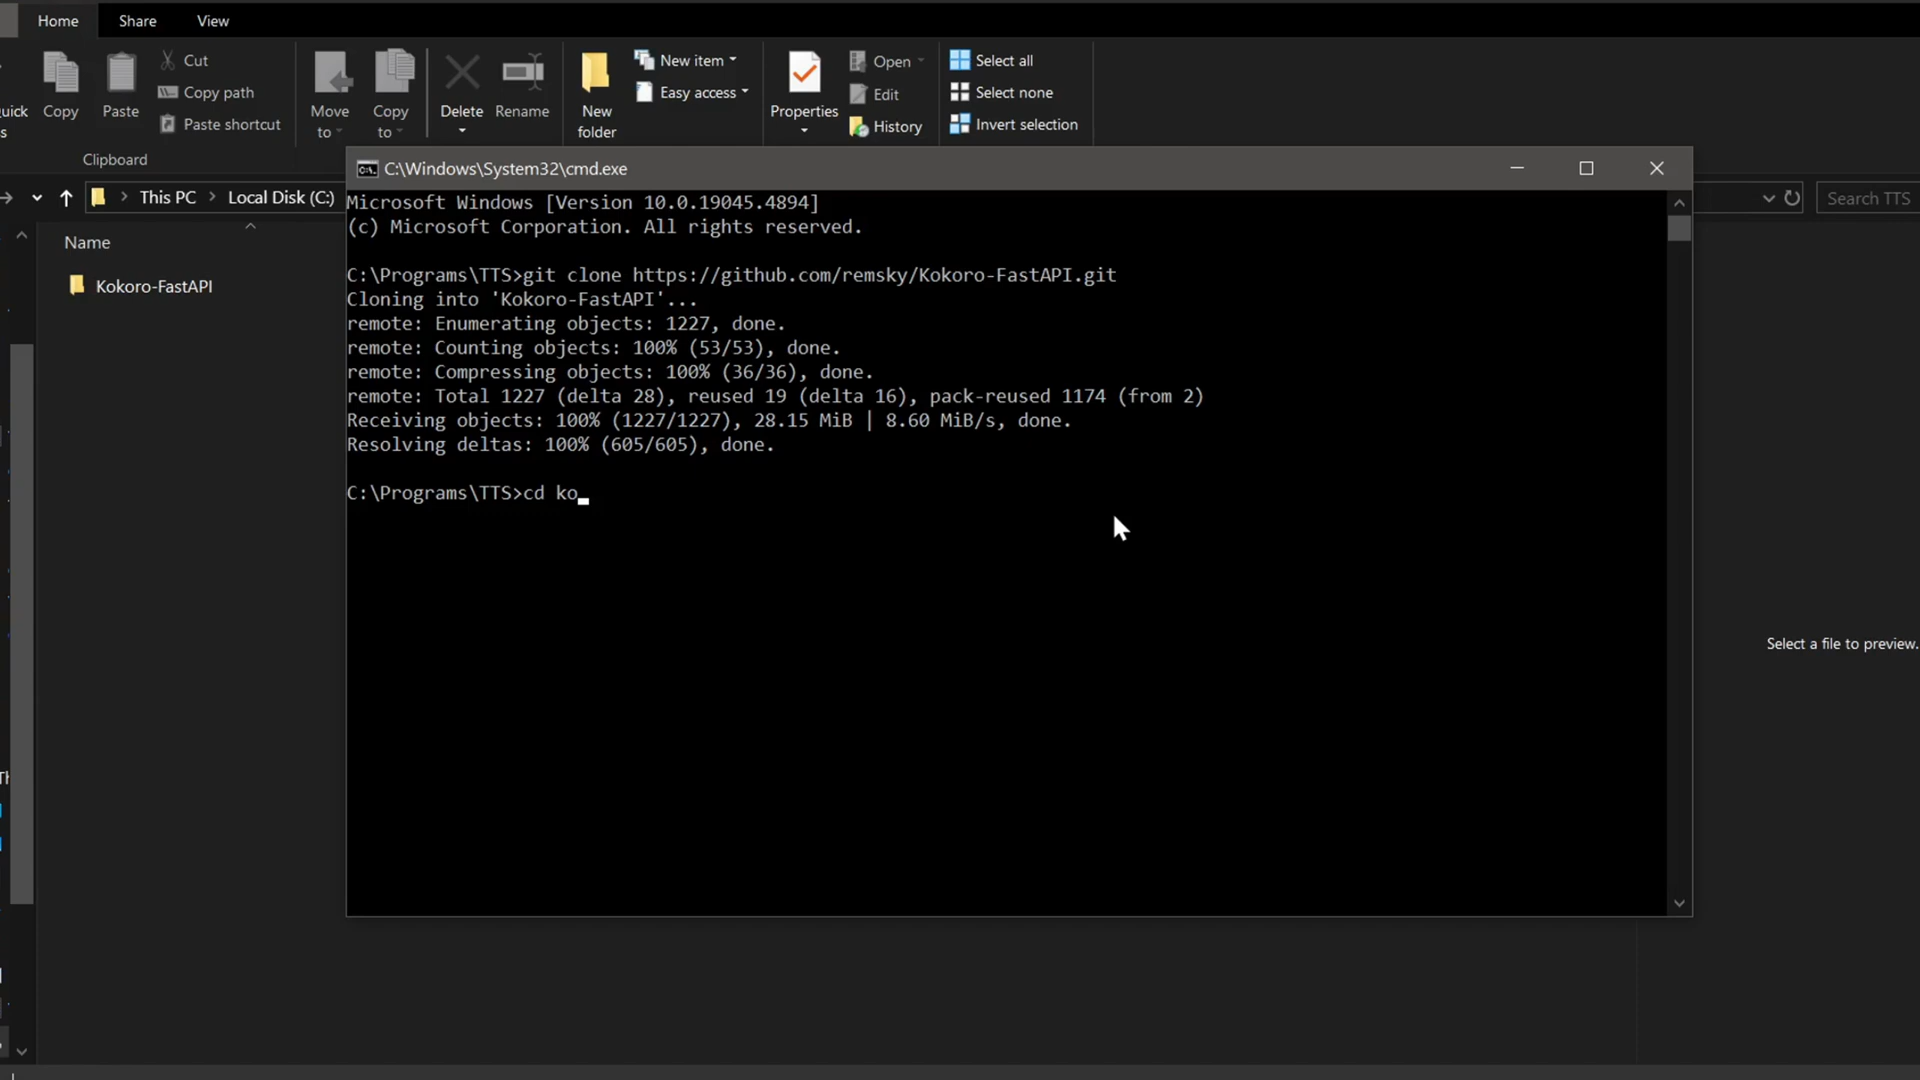 Home Share View
Cut
Copy path
Paste shortcut
Copy
Paste
Clipboard
Move
to
Copy
to
Delete
Rename
New
folder
New item
Easy access
Properties
Open
Edit
History
Select all
Select none
Invert selection
This PC Local Disk (C:)
Search TTS
Name
Kokoro-FastAPI
Select a file to preview.
C:\Windows\System32\cmd.exe
Microsoft Windows [Version 10.0.19045.4894]
(c) Microsoft Corporation. All rights reserved.
C:\Programs\TTS>git clone https://github.com/remsky/Kokoro-FastAPI.git
Cloning into 'Kokoro-FastAPI'...
remote: Enumerating objects: 1227, done.
remote: Counting objects: 100% (53/53), done.
remote: Compressing objects: 100% (36/36), done.
remote: Total 1227 (delta 28), reused 19 (delta 16), pack-reused 1174 (from 2)
Receiving objects: 100% (1227/1227), 28.15 MiB | 8.60 MiB/s, done.
Resolving deltas: 100% (605/605), done.
C:\Programs\TTS>cd ko_